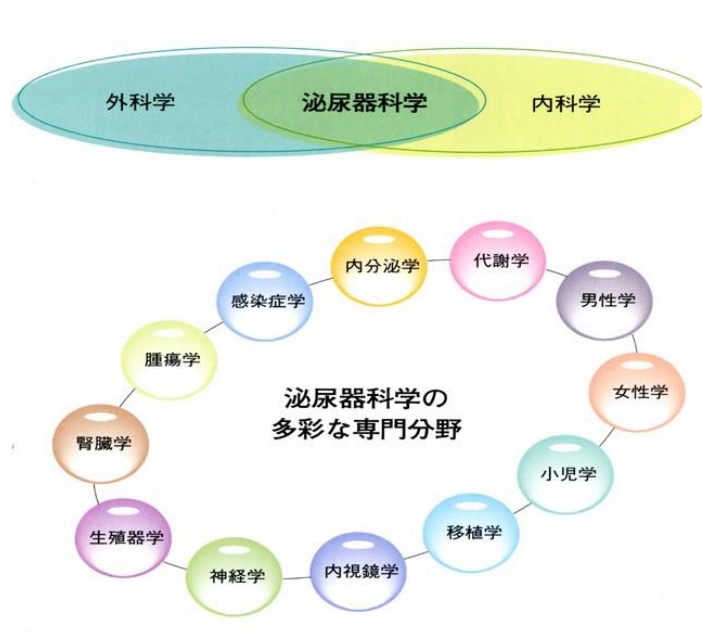 外科学
泌尿器科学
内科学
内分泌学
代謝学
感染症学
男性学
腫瘍学
女性学
泌尿器科学の
多彩な専門分野
腎臓学
小児学
生殖器学
移植学
神経学
内視鏡学